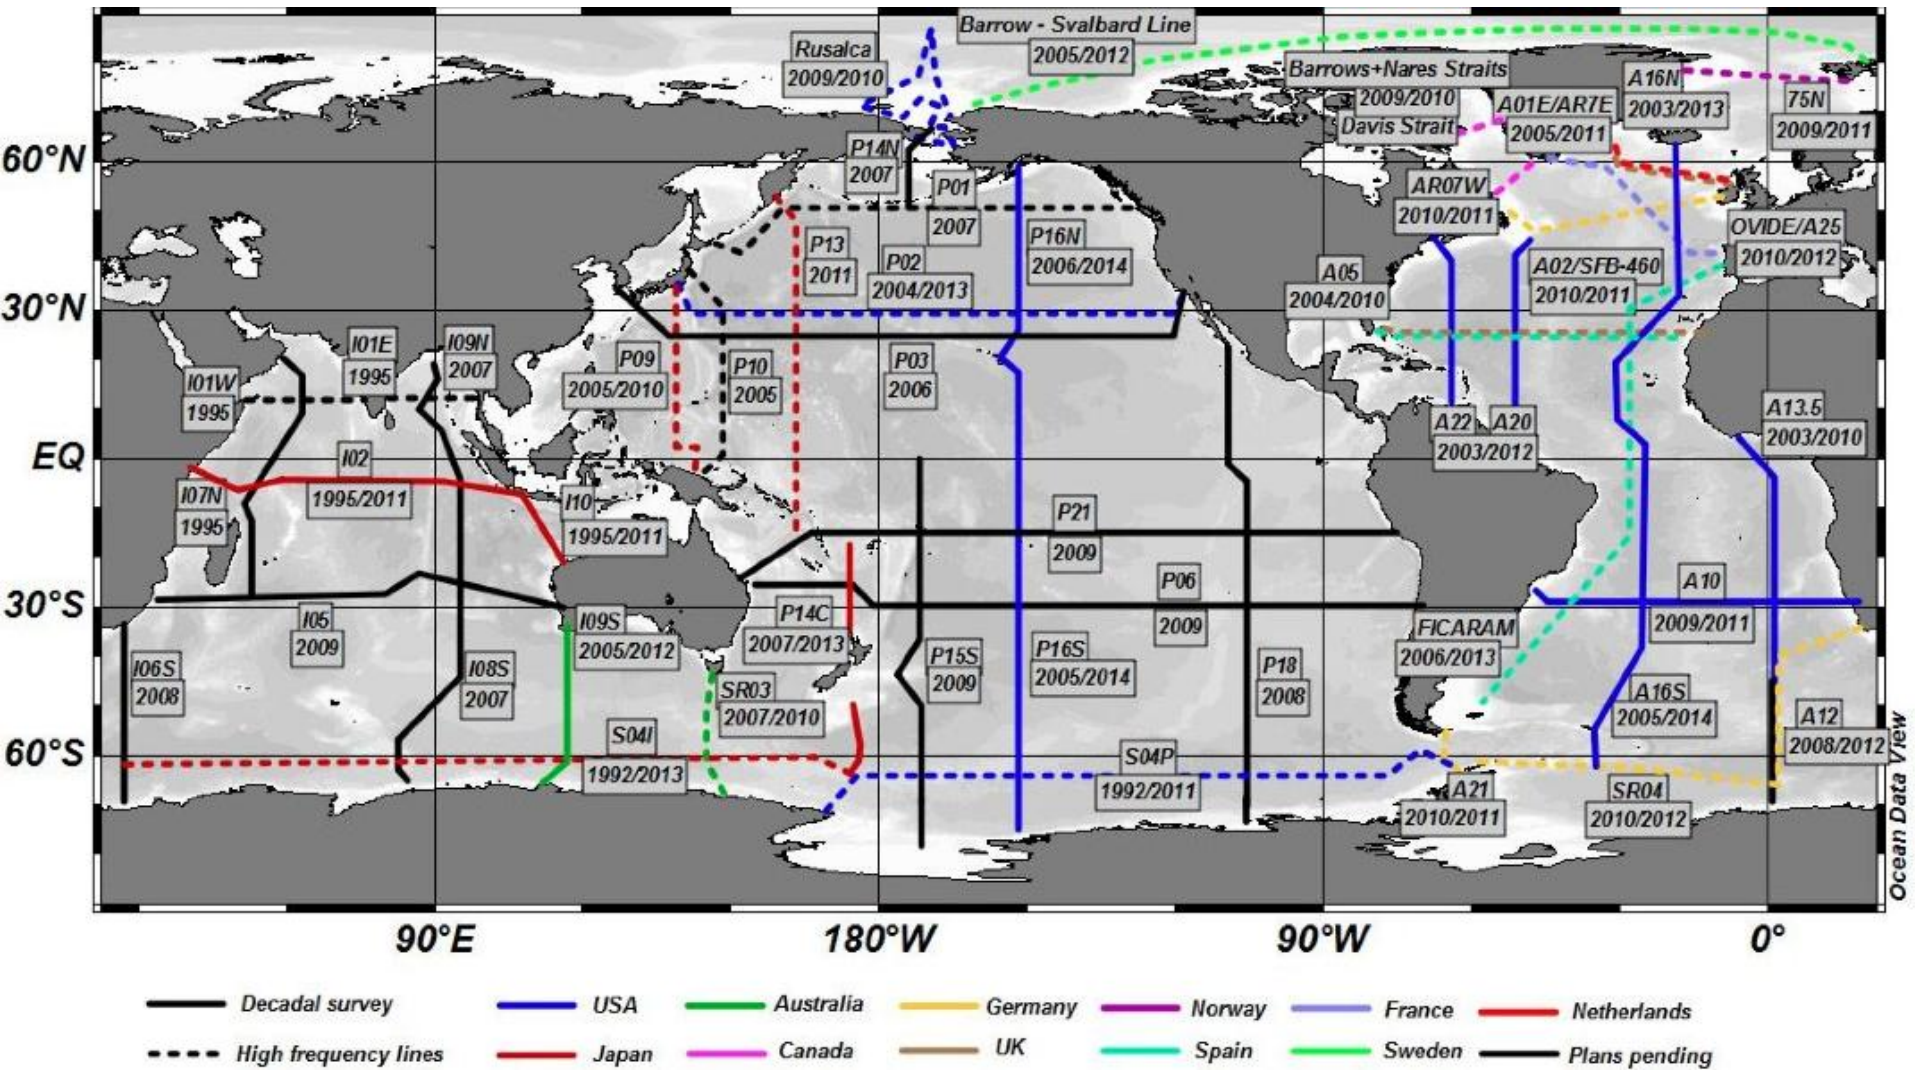 Barrow - Svalbard Line
2005/2012
Rusalca
2009/2010
Barrows+Nares Straits
2009/2010
Davis Strait
A01E/AR7E
2005/2011
A16N
2003/2013
75N
2009/2011
60°N
P14N
2007
P01
2007
AR07W
2010/2011
P13
2011
P02
2004/2013
P16N
2006/2014
OVIDE/A25
2010/2012
A05
2004/2010
A02/SFB-460
2010/2011
30°N
I01E
1995
I09N
2007
I01W
1995
P09
2005/2010
P10
2005
P03
2006
A22
A20
2003/2012
A13.5
2003/2010
EQ
I02
1995/2011
I07N
1995
I10
1995/2011
P21
2009
P06
2009
A10
2009/2011
30°S
I05
2009
I09S
2005/2012
P14C
2007/2013
FICARAM
2006/2013
I06S
2008
I08S
2007
SR03
2007/2010
P15S
2009
P16S
2005/2014
P18
2008
A16S
2005/2014
A12
2008/2012
60°S
S04I
1992/2013
S04P
1992/2011
A21
2010/2011
SR04
2010/2012
Ocean Data View
90°E
180°W
90°W
0°
Decadal survey
USA
Australia
Germany
Norway
France
Netherlands
High frequency lines
Japan
Canada
UK
Spain
Sweden
Plans pending